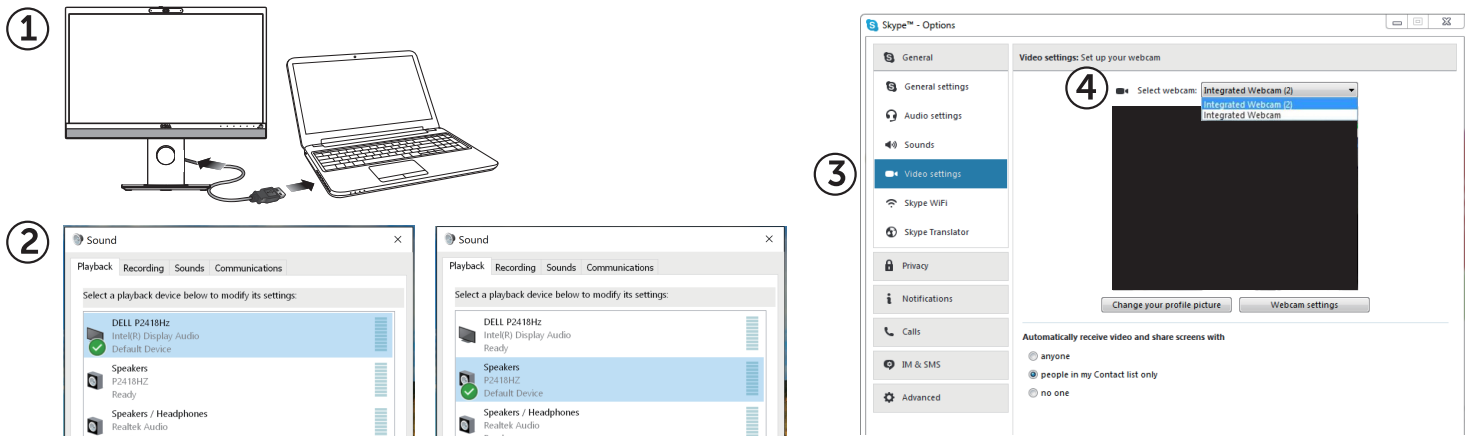 1
DELL
2
Sound
Playback Recording Sounds Communications
Select a playback device below to modify its settings:
DELL P2418Hz
Intel(R) Display Audio
Default Device
Speakers
P2418HZ
Ready
Speakers / Headphones
Realtek Audio
Sound
Playback Recording Sounds Communications
Select a playback device below to modify its settings:
DELL P2418Hz
Intel(R) Display Audio
Ready
Speakers
P2418HZ
Default Device
Speakers / Headphones
Realtek Audio
3
Skype™ - Options
General
General settings
Audio settings
Sounds
Video settings
Skype WiFi
Skype Translator
Privacy
Notifications
Calls
IM & SMS
Advanced
Video settings: Set up your webcam
4
Select webcam: Integrated Webcam (2)
Integrated Webcam (2)
Integrated Webcam
Change your profile picture Webcam settings
Automatically receive video and share screens with
anyone
people in my Contact list only
no one